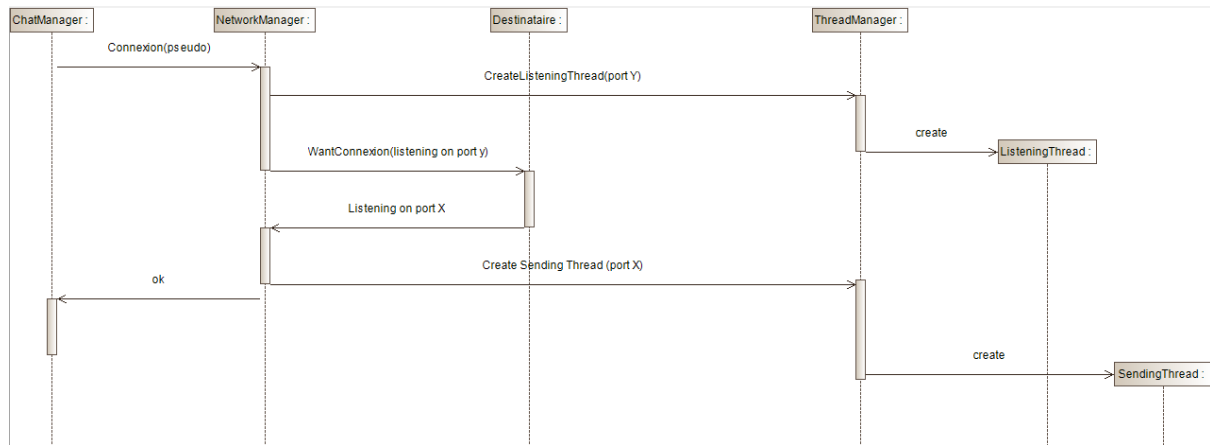 ChatManager :
NetworkManager :
Destinataire :
ThreadManager :
Connexion(pseudo)
CreateListeningThread(port Y)
create
ListeningThread :
WantConnexion(listening on port y)
Listening on port X
Create Sending Thread (port X)
ok
create
SendingThread :